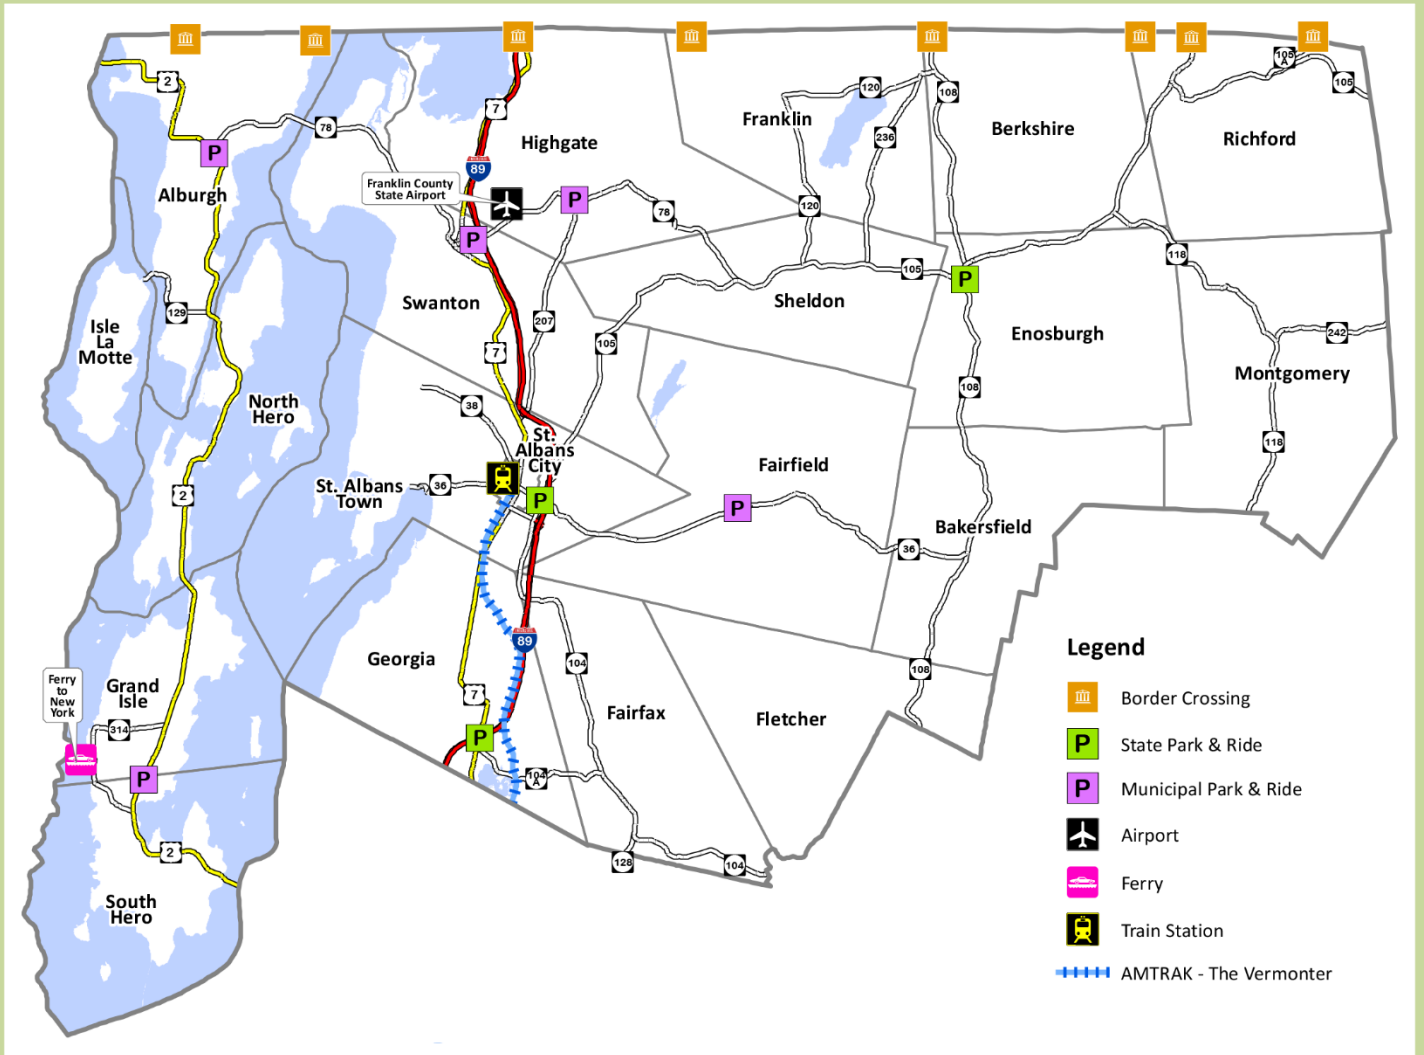 2
7
120
108
105
A
105
Franklin
Berkshire
Richford
78
Highgate
236
P
89
Franklin County
State Airport
Alburgh
P
120
78
P
118
105
P
Swanton
Sheldon
129
207
Enosburgh
242
Isle
La
Motte
105
7
Montgomery
108
North
Hero
38
St.
Albans
City
118
Fairfield
St. Albans
Town
36
2
P
P
Bakersfield
36
Georgia
89
104
108
Ferry
to
New
York
Grand
Isle
7
Fairfax
Fletcher
314
P
P
104
A
2
128
104
South
Hero
Legend
Border Crossing
P
State Park & Ride
P
Municipal Park & Ride
Airport
Ferry
Train Station
AMTRAK - The Vermonter